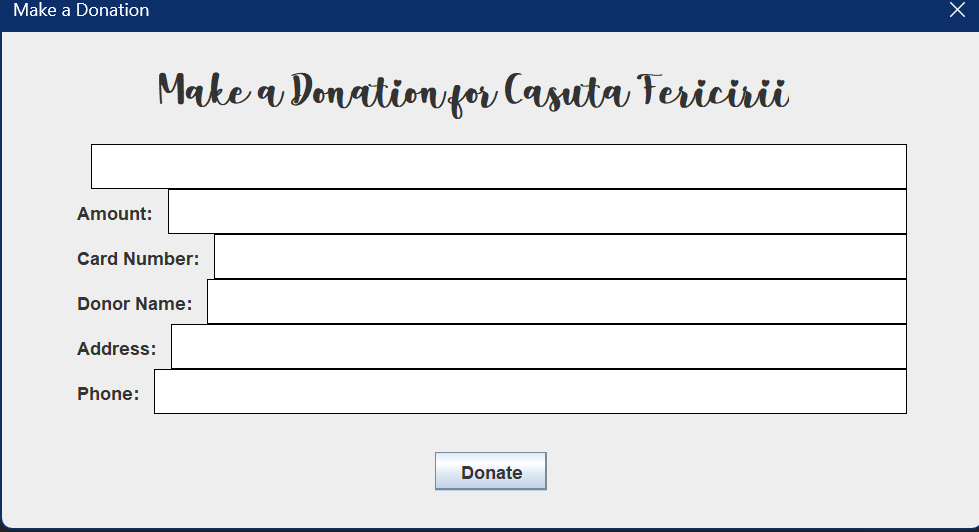 Make a Donation
Make a Donation for Casuta Fericirii
Amount:
Card Number:
Donor Name:
Address:
Phone:
Donate